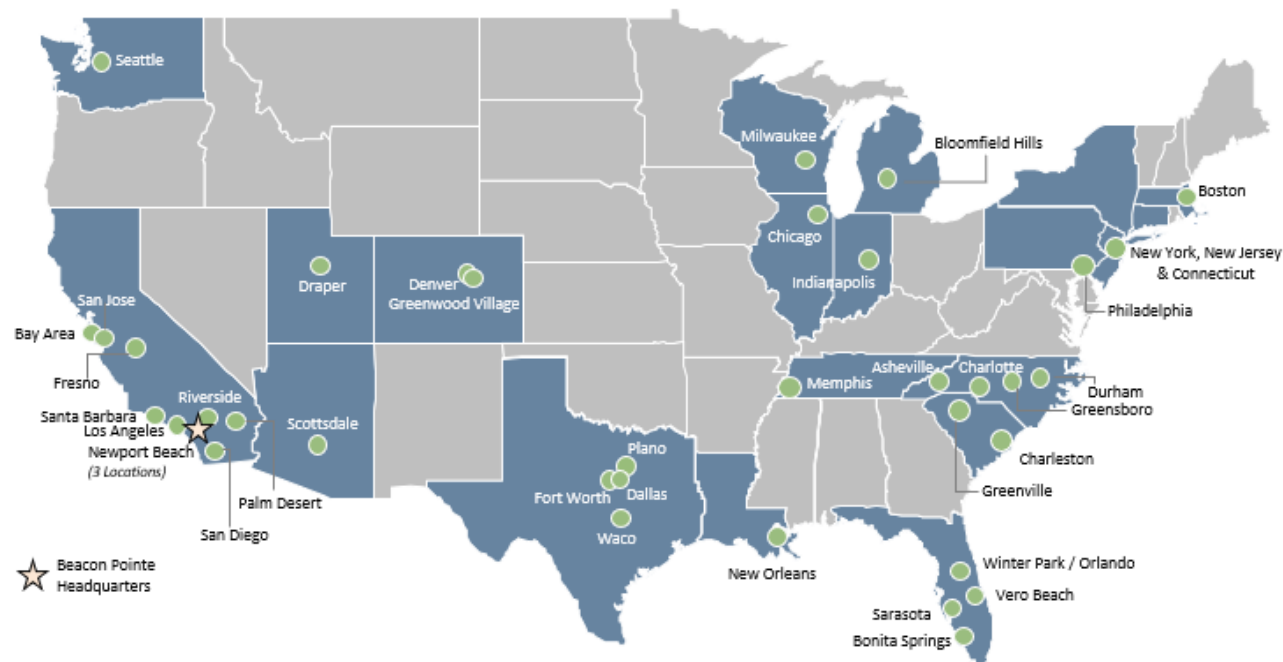 Seattle
Milwaukee
Bloomfield Hills
Boston
Chicago
New York, New Jersey
& Connecticut
Draper
Denver
Greenwood Village
Indianapolis
San Jose
Bay Area
Philadelphia
Fresno
Asheville
Charlotte
Memphis
Durham
Riverside
Greensboro
Santa Barbara
Los Angeles
Scottsdale
Newport Beach
(3 Locations)
Plano
Charleston
Fort Worth
Dallas
Greenville
Palm Desert
San Diego
Waco
Beacon Pointe
Headquarters
New Orleans
Winter Park / Orlando
Vero Beach
Sarasota
Bonita Springs